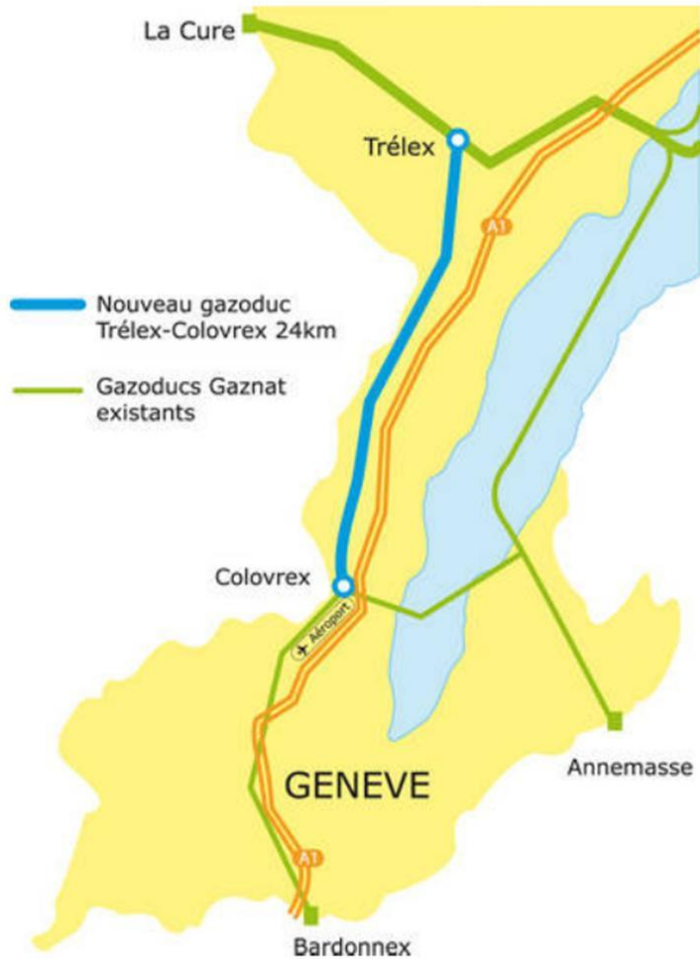 La Cure
Trélex
A1
Nouveau gazoduc
Trélex-Colovrex 24km
Gazoducs Gaznat
existants
Colovrex
Aéroport
Annemasse
GENEVE
A1
Bardonnex